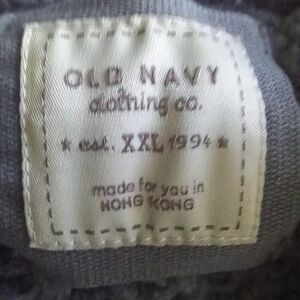 OLD NAVY
clothing co.
* est. XXL 1994 *
made for you in
HONG KONG